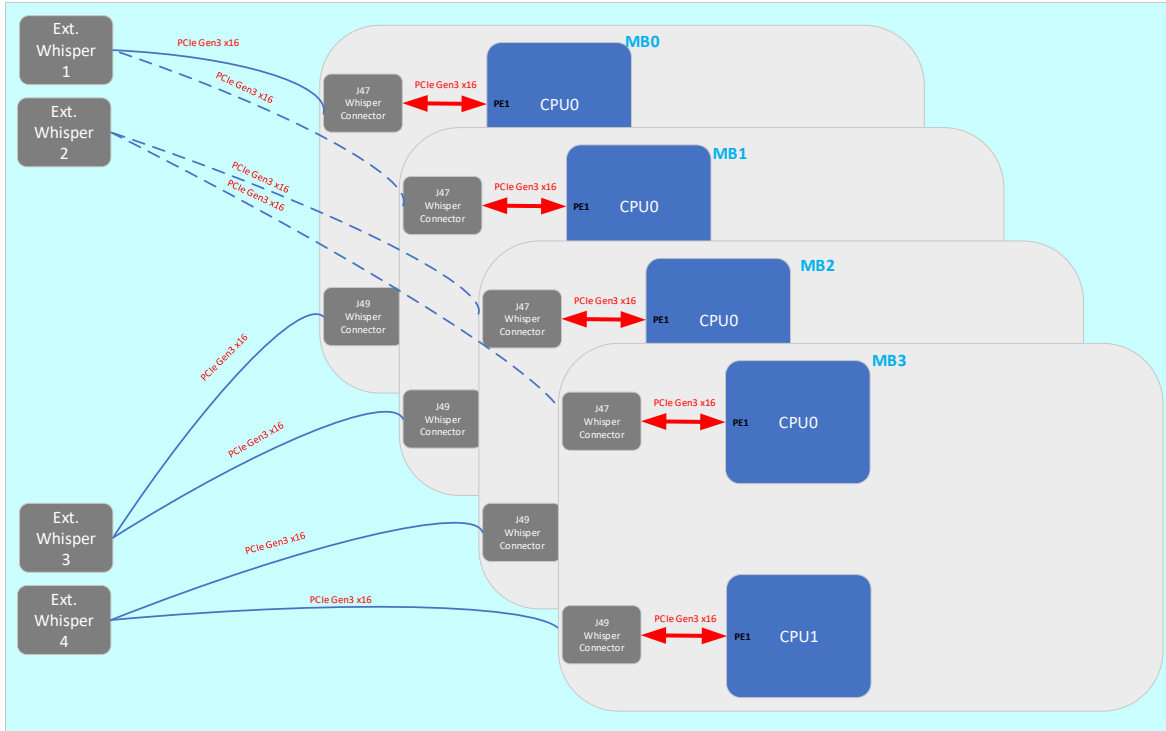 Ext.
Whisper
1
PCIe Gen3 x16
PCIe Gen3 x16
MB0
J47
Whisper
Connector
PCIe Gen3 x16
PE1
CPU0
Ext.
Whisper
2
PCIe Gen3 x16
PCIe Gen3 x16
MB1
J47
Whisper
Connector
PCIe Gen3 x16
PE1
CPU0
MB2
J47
Whisper
Connector
PCIe Gen3 x16
PE1
CPU0
J49
Whisper
Connector
MB3
J47
Whisper
Connector
PCIe Gen3 x16
PE1
CPU0
J49
Whisper
Connector
PCIe Gen3 x16
PCIe Gen3 x16
Ext.
Whisper
3
J49
Whisper
Connector
PCIe Gen3 x16
Ext.
Whisper
4
PCIe Gen3 x16
J49
Whisper
Connector
PCIe Gen3 x16
PE1
CPU1